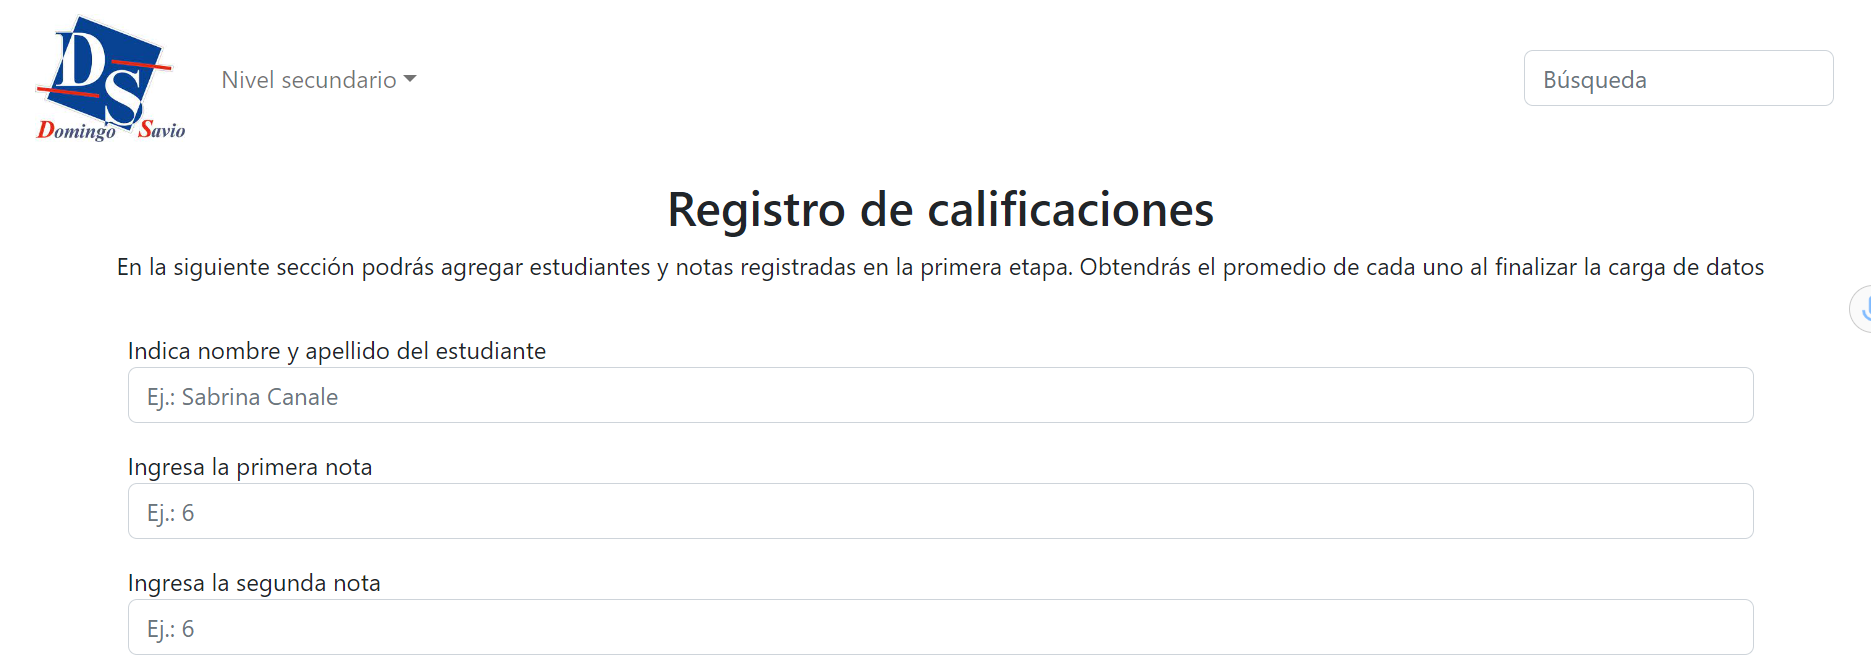 DS
Domingo Savio
Nivel secundario
Búsqueda
Registro de calificaciones
En la siguiente sección podrás agregar estudiantes y notas registradas en la primera etapa. Obtendrás el promedio de cada uno al finalizar la carga de datos
Indica nombre y apellido del estudiante
Ej.: Sabrina Canale
Ingresa la primera nota
Ej.: 6
Ingresa la segunda nota
Ej.: 6